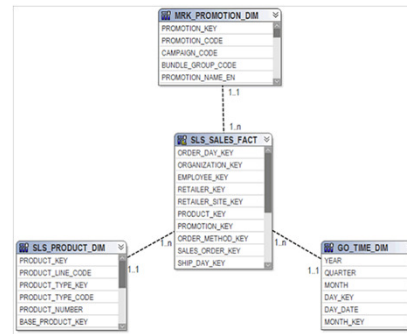 MRK_PROMOTION_DIM
PROMOTION_KEY
PROMOTION_CODE
CAMPAIGN_CODE
BUNDLE_GROUP_CODE
PROMOTION_NAME_EN
1..1
1..n
SLS_SALES_FACT
ORDER_DAY_KEY
ORGANIZATION_KEY
EMPLOYEE_KEY
RETAILER_KEY
RETAILER_SITE_KEY
PRODUCT_KEY
PROMOTION_KEY
ORDER_METHOD_KEY
SALES_ORDER_KEY
SHIP_DAY_KEY
1..n
1..n
SLS_PRODUCT_DIM
PRODUCT_KEY
PRODUCT_LINE_CODE
PRODUCT_TYPE_KEY
PRODUCT_TYPE_CODE
PRODUCT_NUMBER
BASE_PRODUCT_KEY
1..1
1..1
GO_TIME_DIM
YEAR
QUARTER
MONTH
DAY_KEY
DAY_DATE
MONTH_KEY